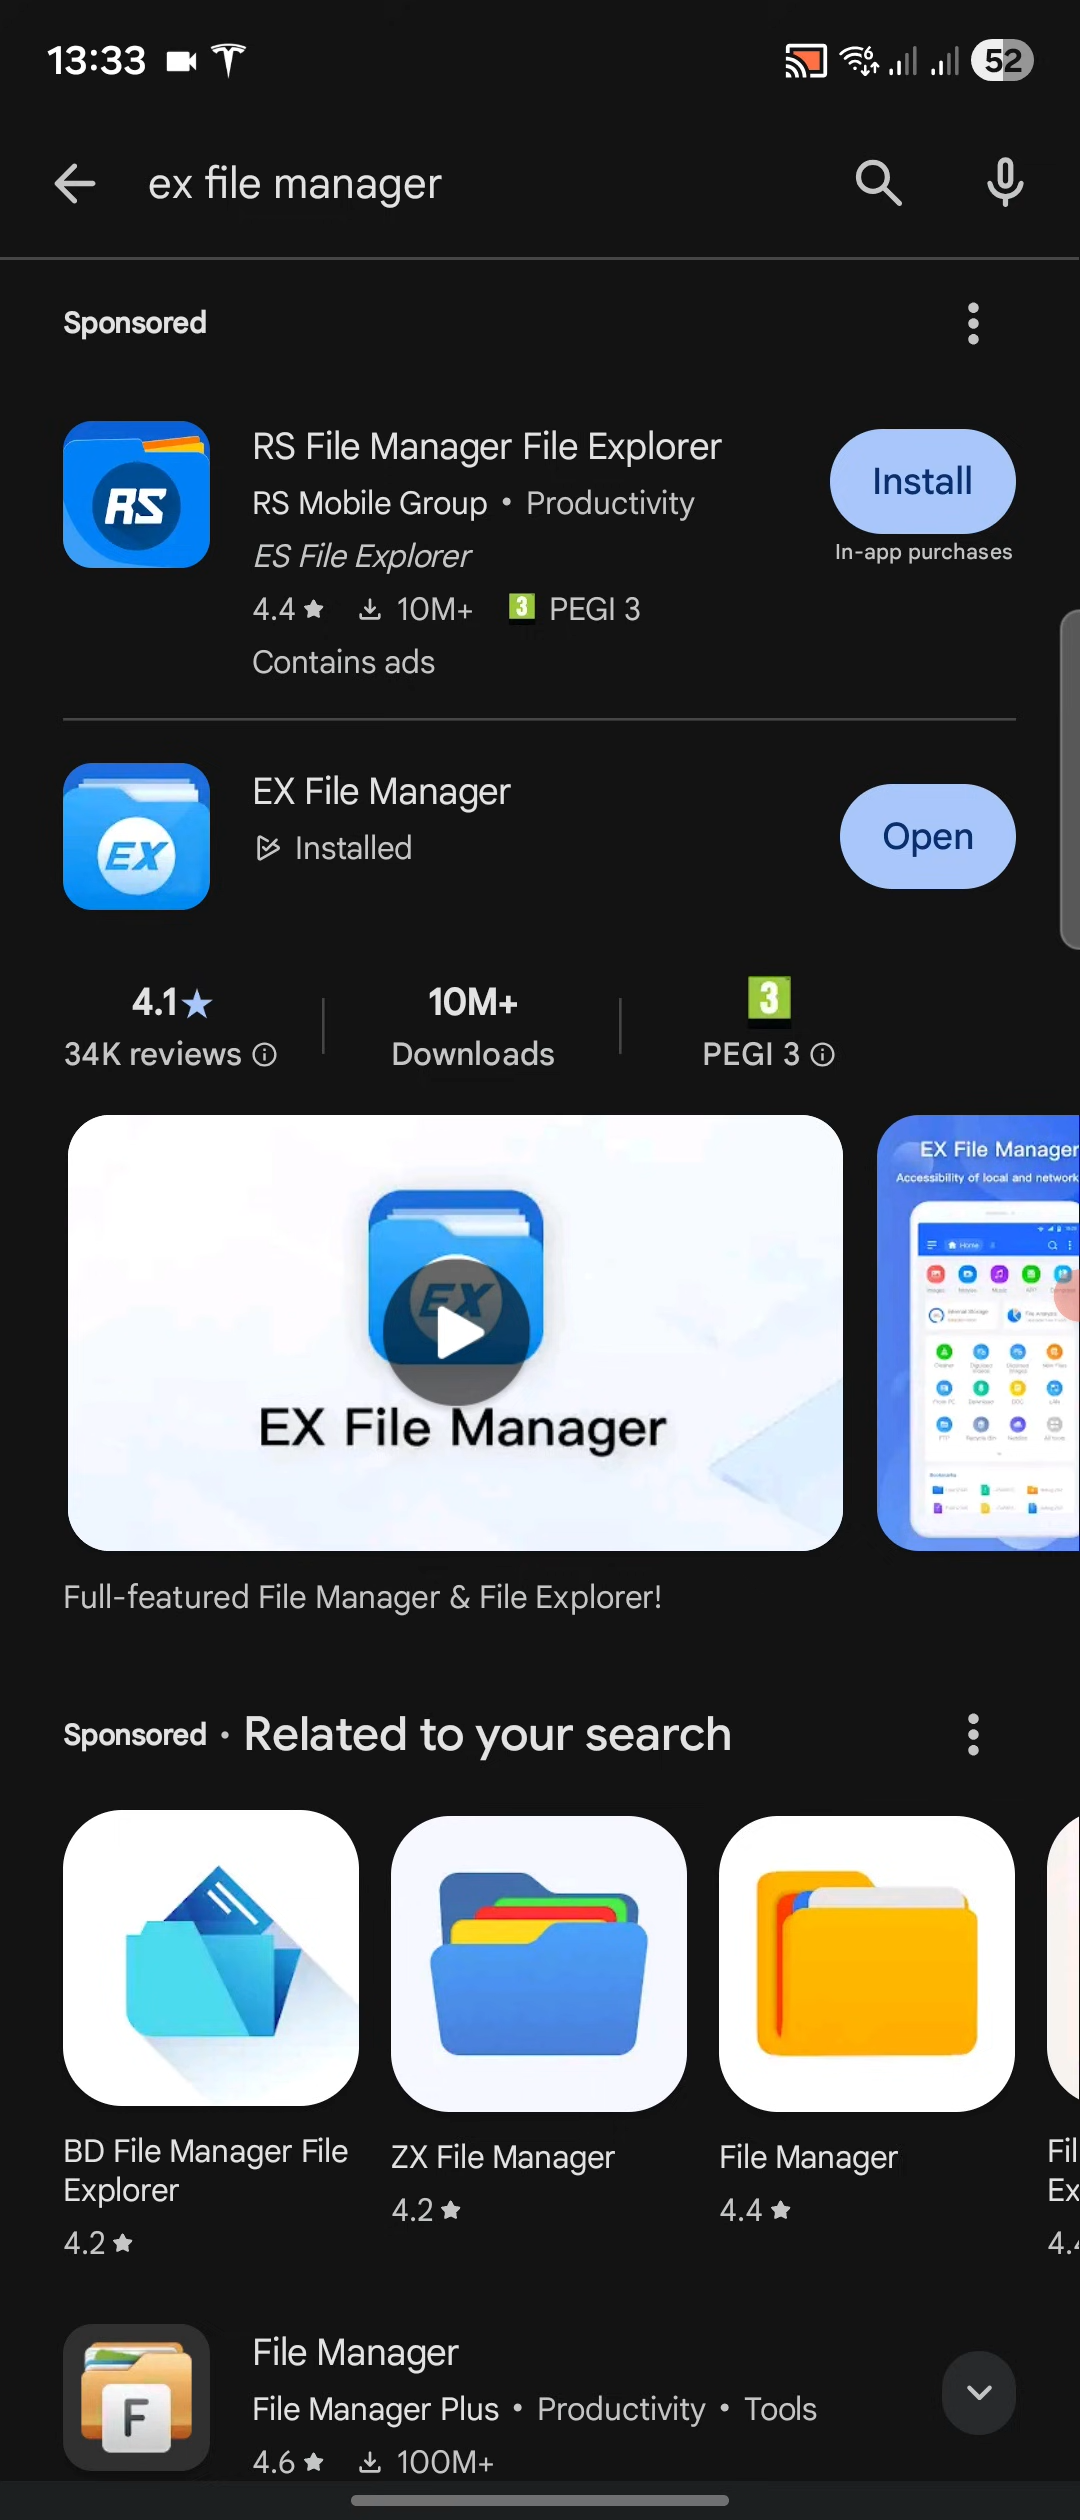 13:33
52
ex file manager
Sponsored
RS
RS File Manager File Explorer
RS Mobile Group • Productivity
ES File Explorer
4.4 10M+ 3 PEGI 3
Contains ads
Install
In-app purchases
EX
EX File Manager
Installed
Open
4.1
34K reviews
10M+
Downloads
3
PEGI 3
EX
EX File Manager
EX File Manager
Accessibility of local and network
Home
Full-featured File Manager & File Explorer!
Sponsored • Related to your search
BD File Manager File
Explorer
4.2
ZX File Manager
4.2
File Manager
4.4
Fil
Ex
4.4
F
File Manager
File Manager Plus • Productivity • Tools
4.6 100M+